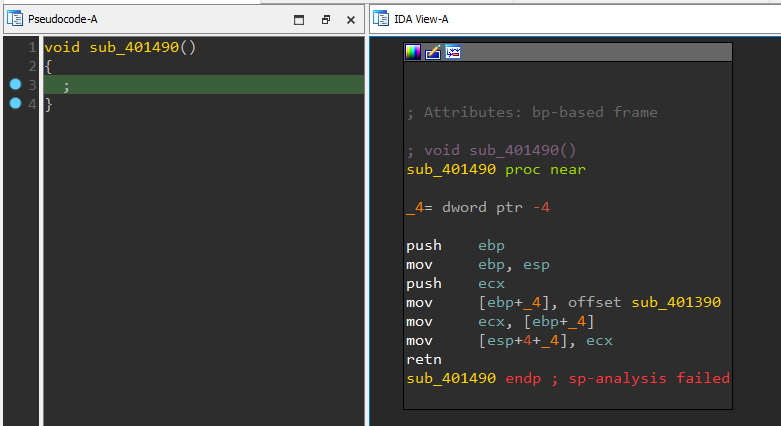 Pseudocode-A
1 void sub_401490()
2 {
3 ;
4 }
IDA View-A
; Attributes: bp-based frame
; void sub_401490()
sub_401490 proc near
_4= dword ptr -4
push ebp
mov ebp, esp
push ecx
mov [ebp+_4], offset sub_401390
mov ecx, [ebp+_4]
mov [esp+4+_4], ecx
retn
sub_401490 endp ; sp-analysis failed